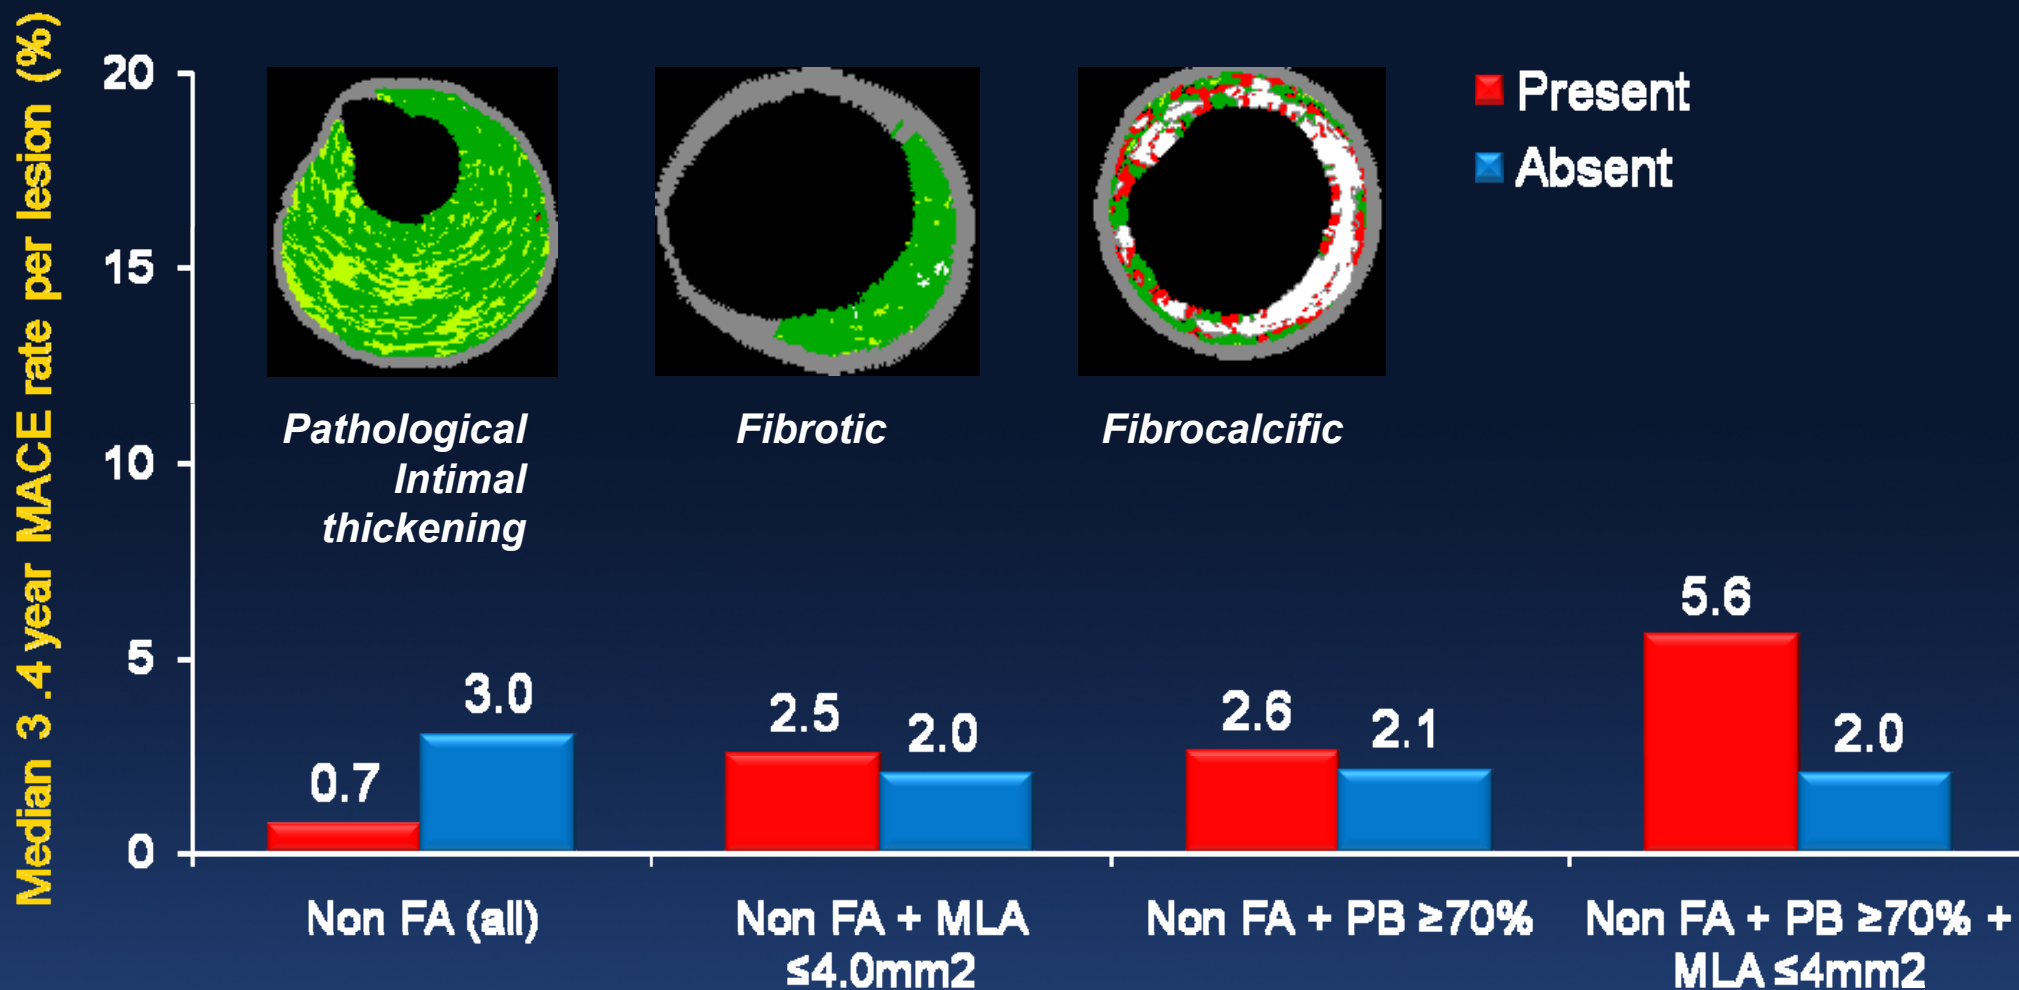 Median 3 .4 year MACE rate per lesion (%)
20
15
10
5
0
Present
Absent
Pathological
Intimal
thickening
Fibrotic
Fibrocalcific
0.7
3.0
2.5
2.0
2.6
2.1
5.6
2.0
Non FA (all)
Non FA + MLA
≤4.0mm2
Non FA + PB ≥70%
Non FA + PB ≥70% +
MLA ≤4mm2